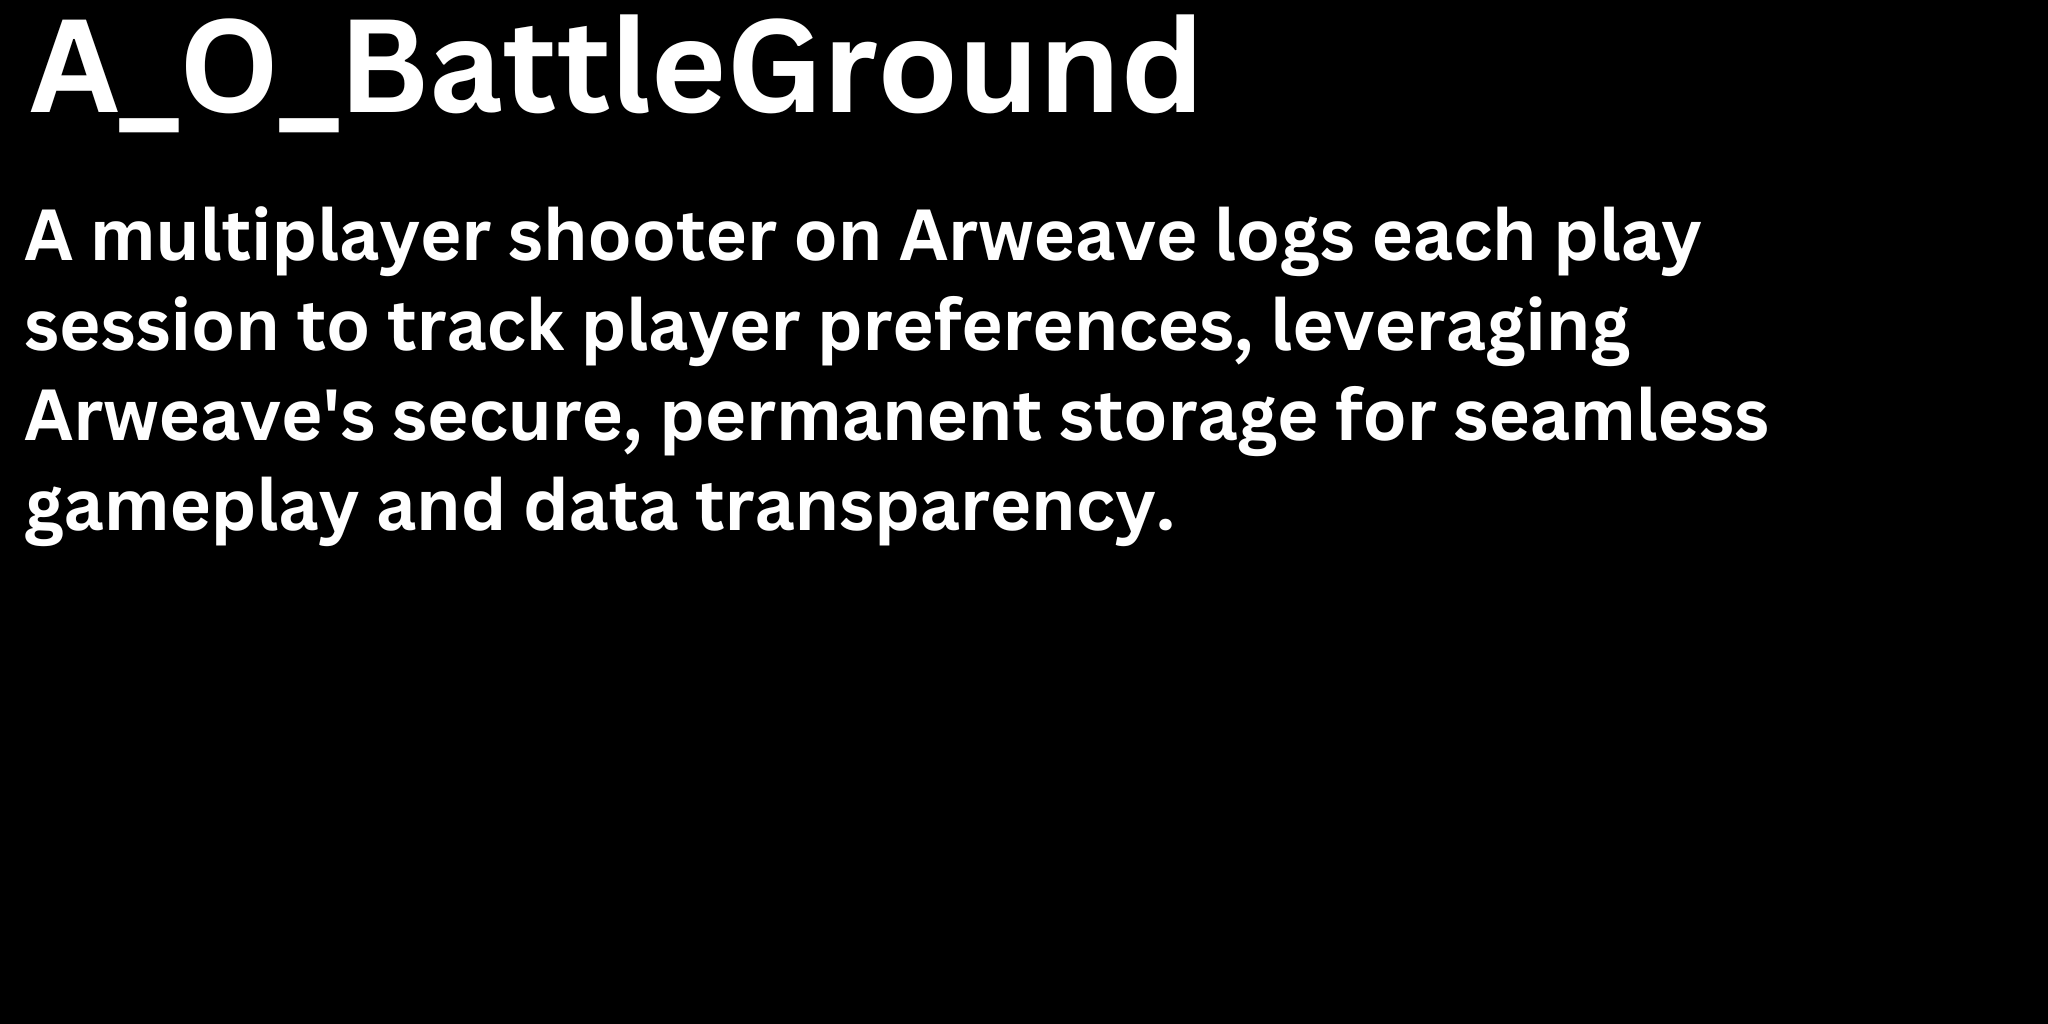 A_O_BattleGround
A multiplayer shooter on Arweave logs each play
session to track player preferences, leveraging
Arweave's secure, permanent storage for seamless
gameplay and data transparency.